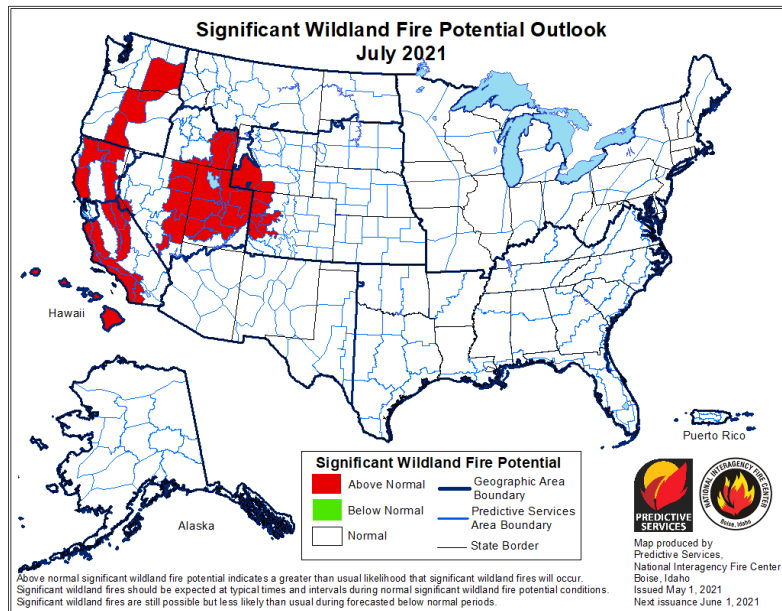 Significant Wildland Fire Potential Outlook
July 2021
Hawaii
Alaska
Puerto Rico
Significant Wildland Fire Potential
Above Normal
Below Normal
Normal
Geographic Area
Boundary
Predictive Services
Area Boundary
State Border
PREDICTIVE
SERVICES
NATIONAL INTERAGENCY FIRE CENTER
Boise, Idaho
Map produced by
Predictive Services,
National Interagency Fire Center
Boise, Idaho
Issued May 1, 2021
Next issuance June 1, 2021
Above normal significant wildland fire potential indicates a greater than usual likelihood that significant wildland fires will occur.
Significant wildland fires should be expected at typical times and intervals during normal significant wildland fire potential conditions.
Significant wildland fires are still possible but less likely than usual during forecasted below normal periods.